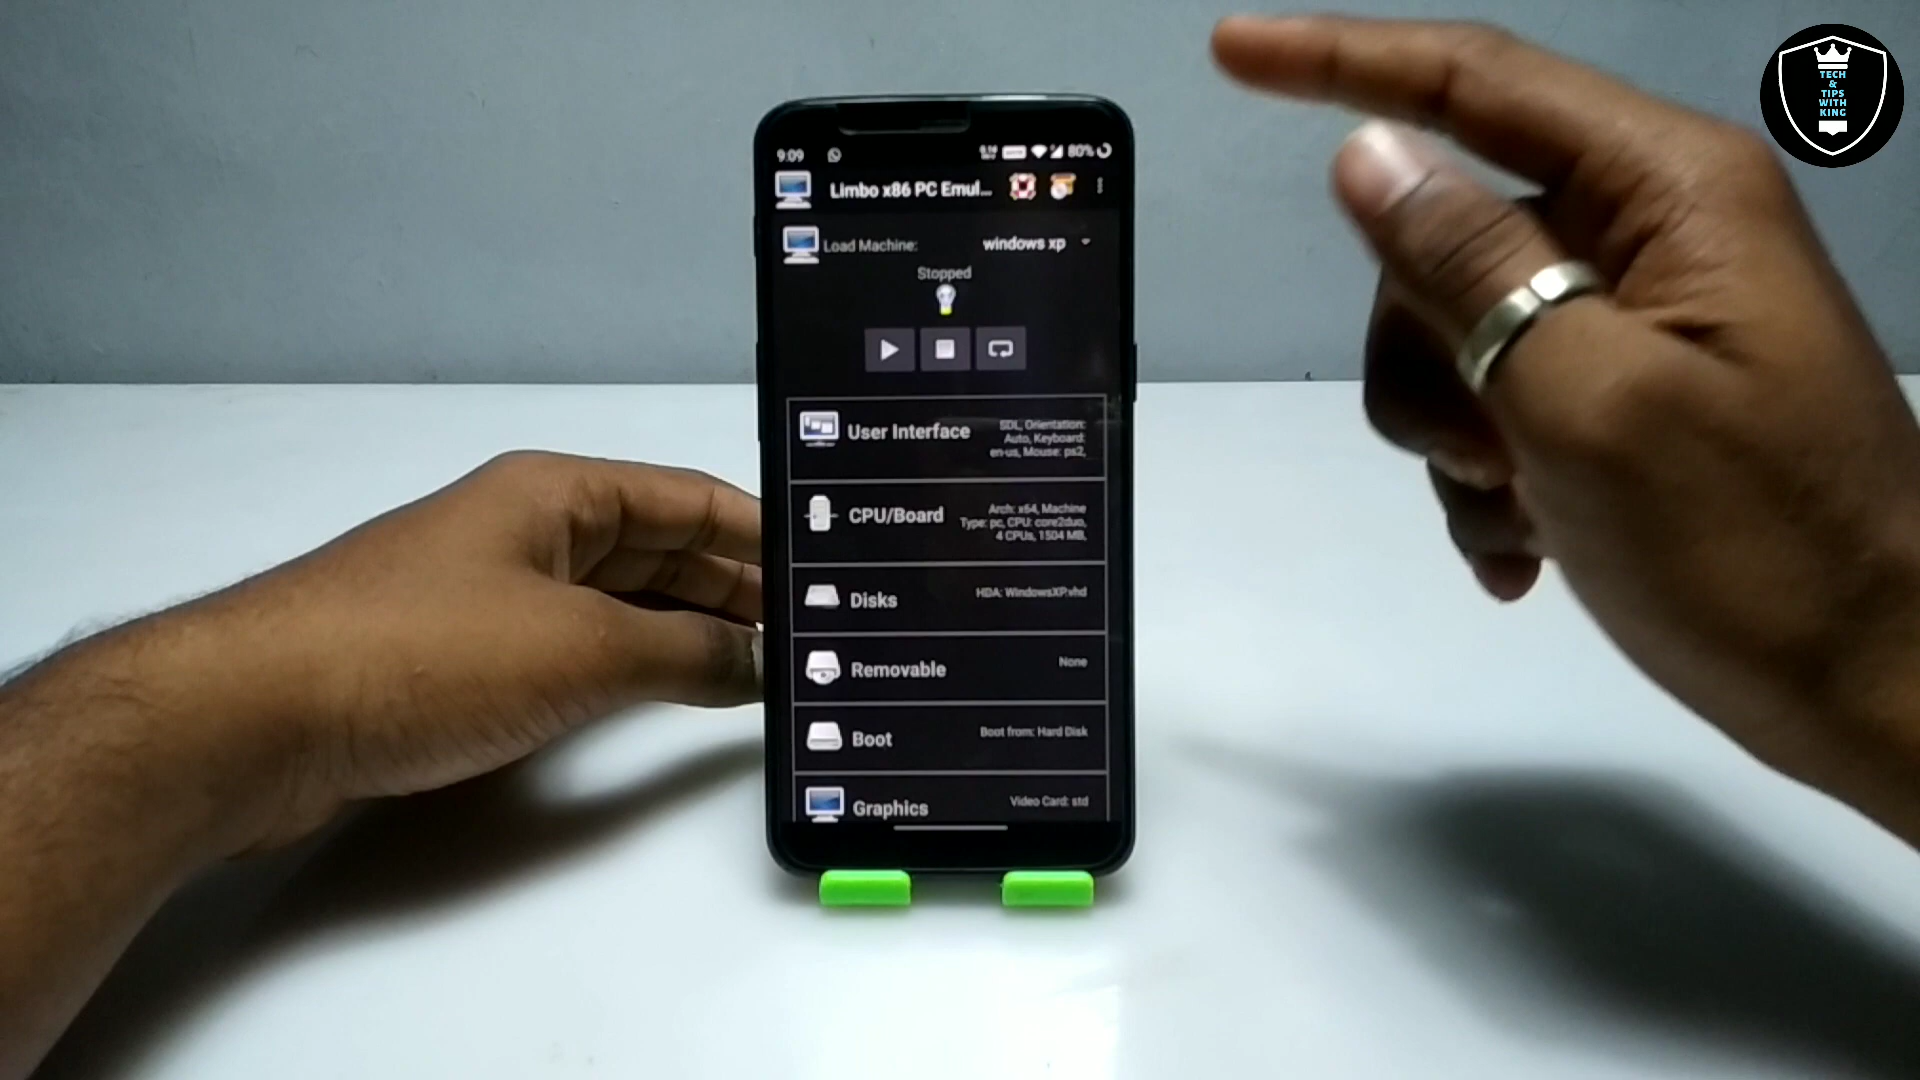 TECH
&
TIPS
WITH
KING
9:09
80%
Limbo x86 PC Emul...
Load Machine:
windows xp
Stopped
User Interface
SDL, Orientation:
Auto, Keyboard:
en-us, Mouse: ps2,
CPU/Board
Arch: x64, Machine
Type: pc, CPU: core2duo,
4 CPUs, 1504 MB,
Disks
HDA: WindowsXP.vhd
Removable
None
Boot
Boot from: Hard Disk
Graphics
Video Card: std